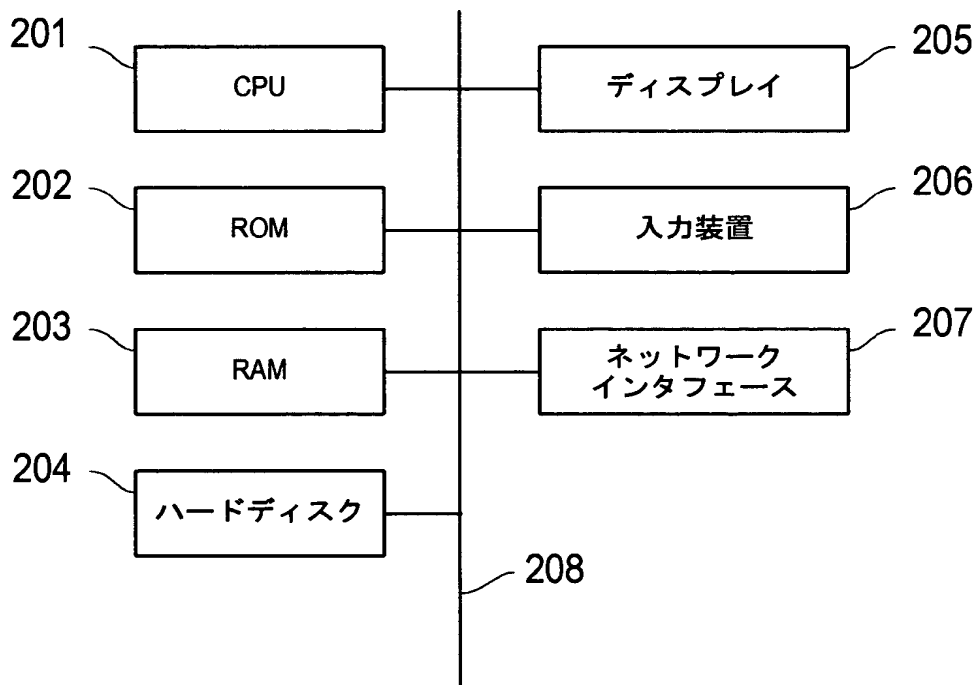 201
CPU
205
ディスプレイ
202
ROM
206
入力装置
203
RAM
207
ネットワーク
インタフェース
204
ハードディスク
208